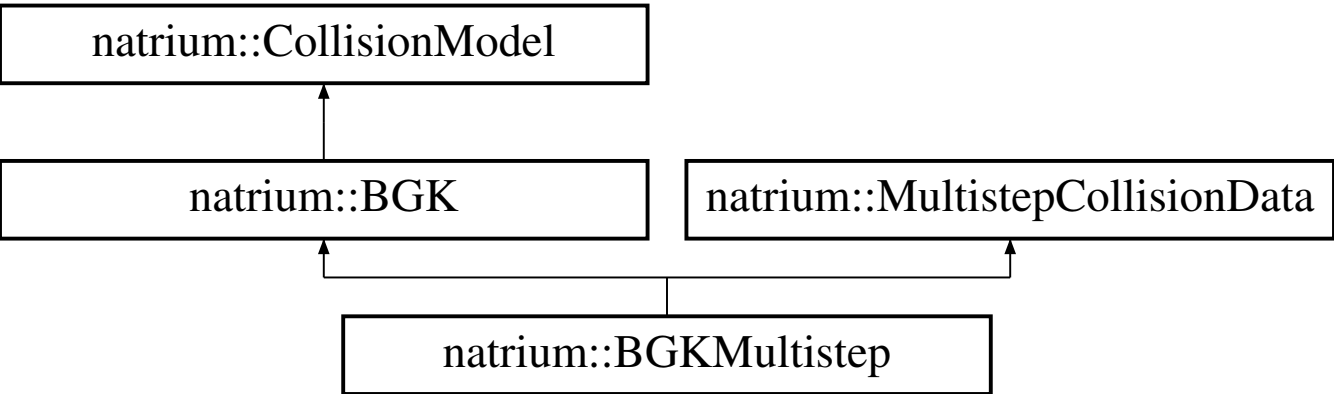 natrium::CollisionModel
natrium::BGK
natrium::MultistepCollisionData
natrium::BGKMultistep